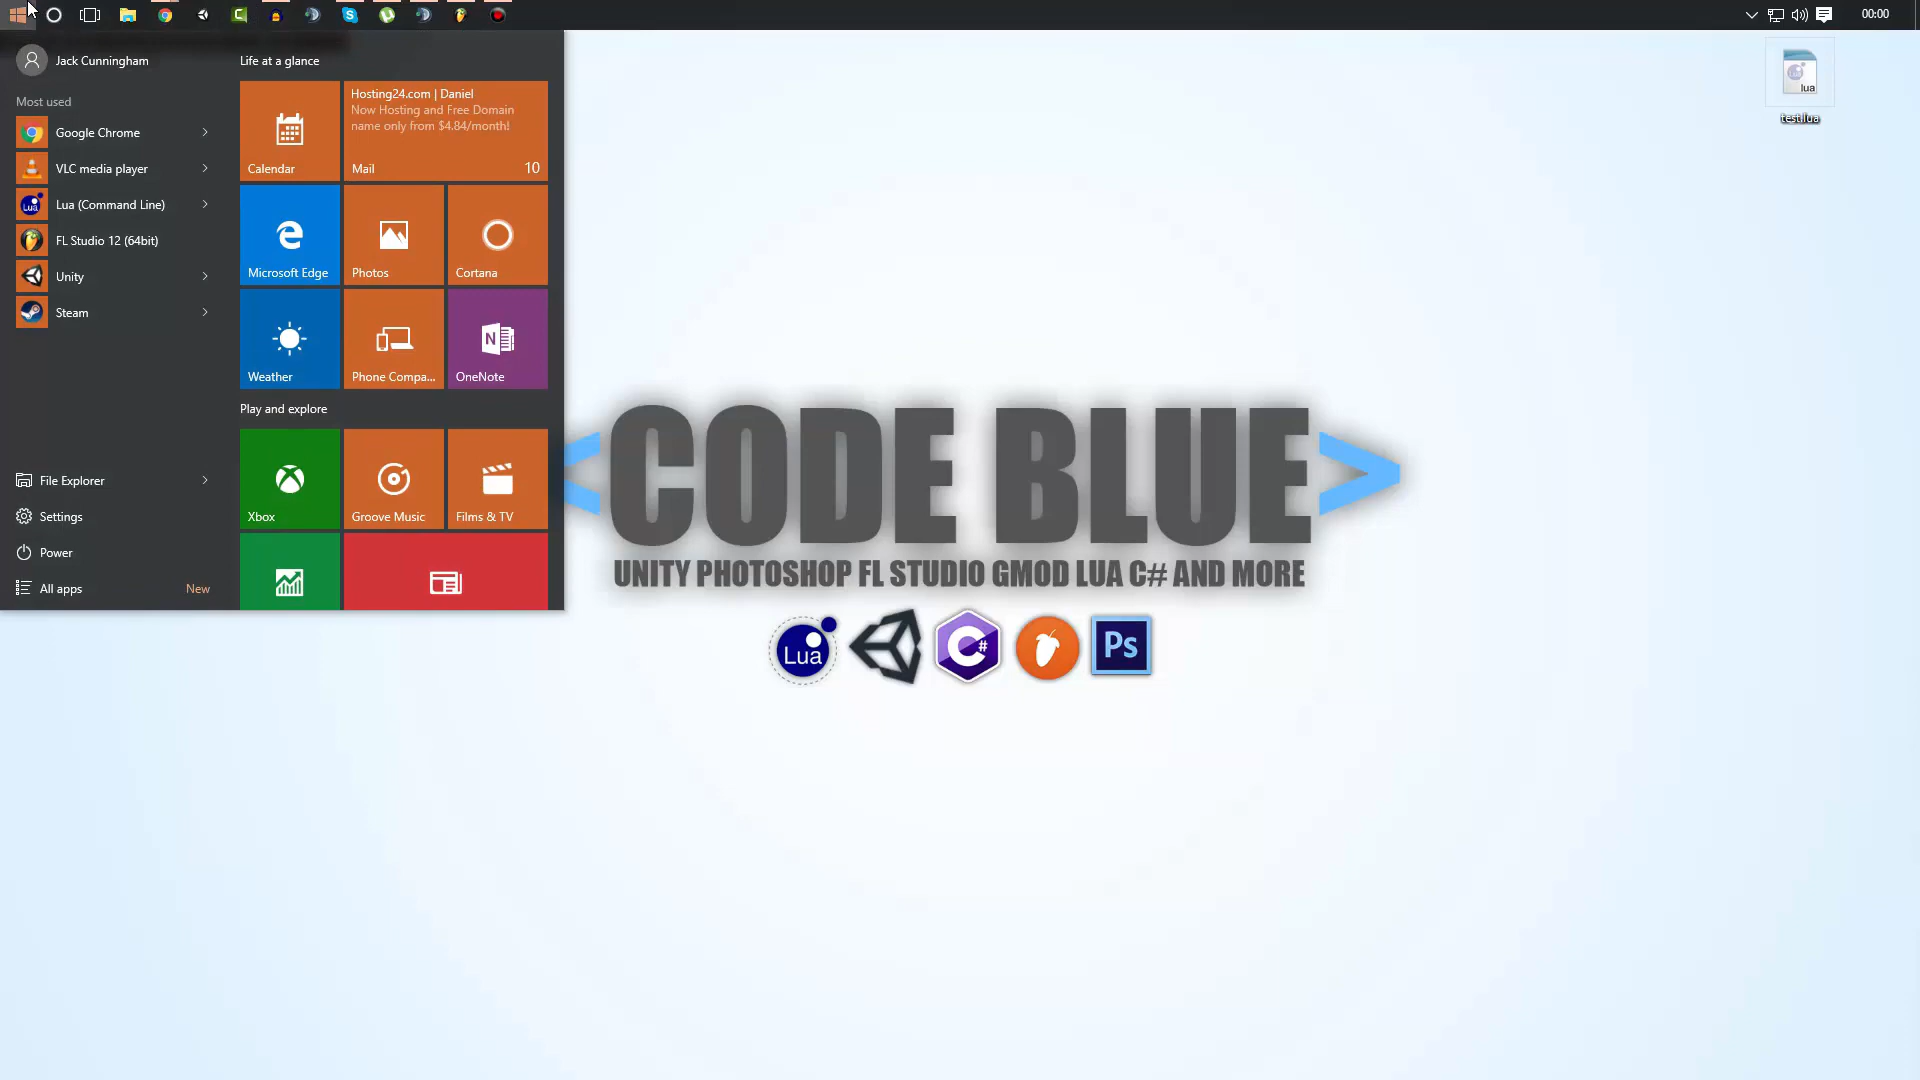 00:00
Jack Cunningham
Most used
Google Chrome
VLC media player
Lua (Command Line)
FL Studio 12 (64bit)
Unity
Steam
File Explorer
Settings
Power
All apps
New
Life at a glance
Calendar
Hosting24.com | Daniel
Now Hosting and Free Domain
name only from $4.84/month!
Mail
10
Microsoft Edge
Photos
Cortana
Weather
Phone Compa...
OneNote
Play and explore
Xbox
Groove Music
Films & TV
lua
test.lua
<CODE BLUE>
UNITY PHOTOSHOP FL STUDIO GMOD LUA C# AND MORE
Lua
C#
Ps